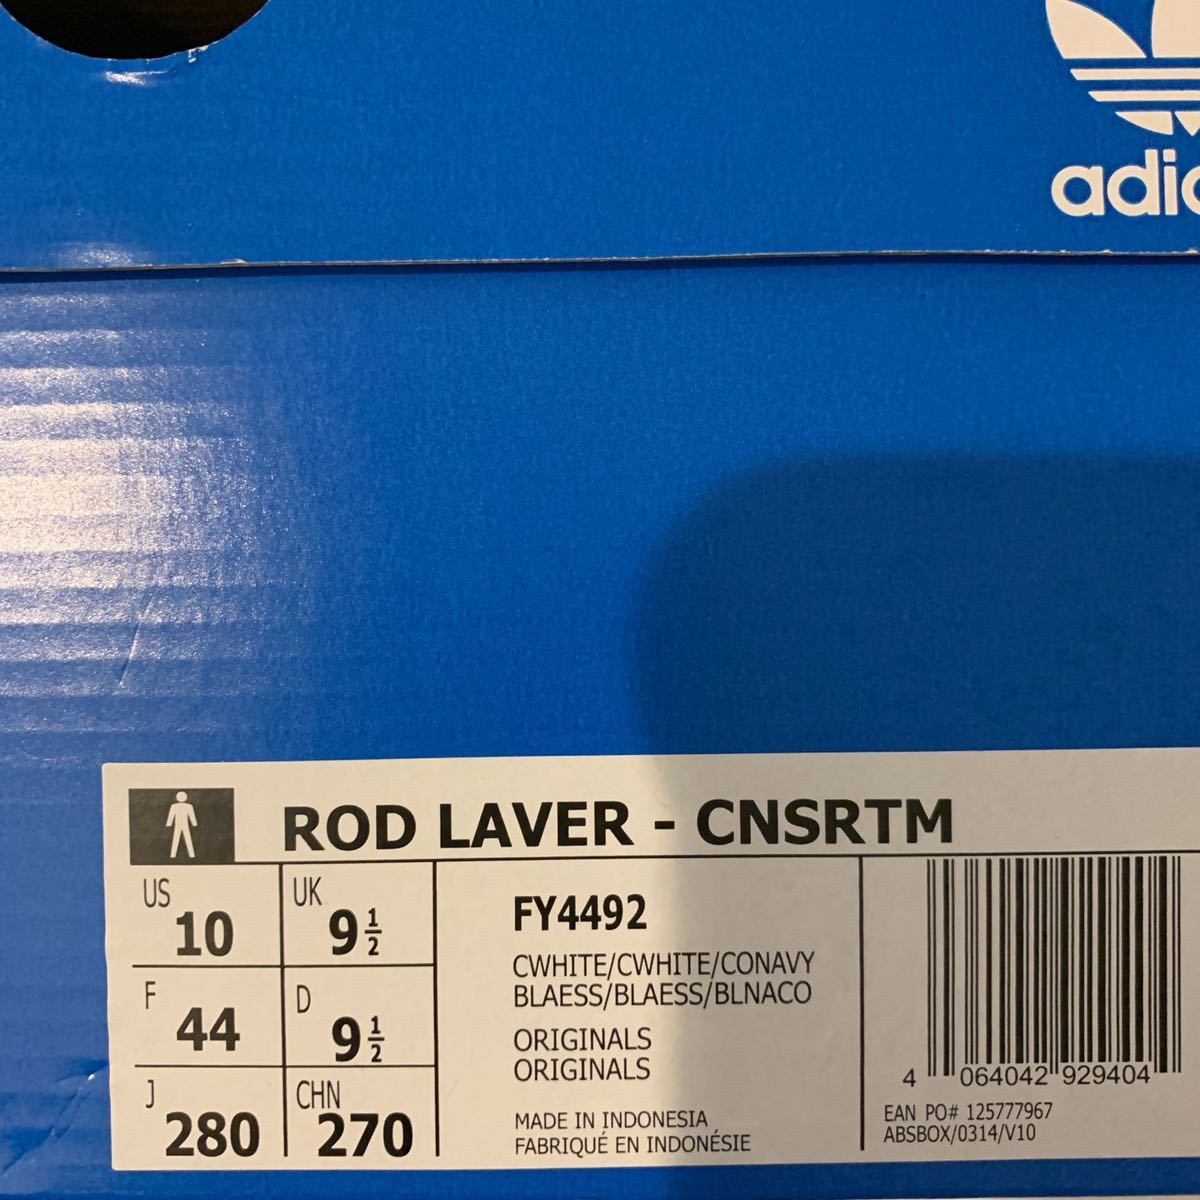 adid
ROD LAVER - CNSRTM
US 10
UK 9 1/2
F 44
D 9 1/2
J 280
CHN 270
FY4492
CWHITE/CWHITE/CONAVY
BLAESS/BLAESS/BLNACO
ORIGINALS
ORIGINALS
MADE IN INDONESIA
FABRIQUÉ EN INDONÉSIE
4 064042 929404
EAN PO# 125777967
ABSBOX/0314/V10